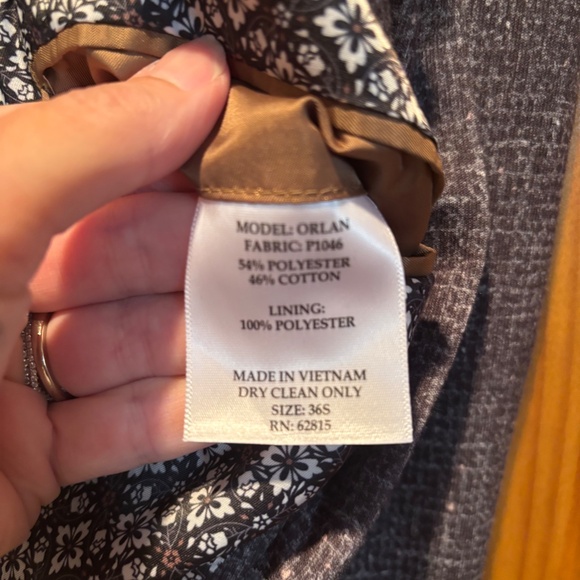 MODEL: ORLAN
FABRIC: P1046
54% POLYESTER
46% COTTON
LINING:
100% POLYESTER
MADE IN VIETNAM
DRY CLEAN ONLY
SIZE: 36S
RN: 62815